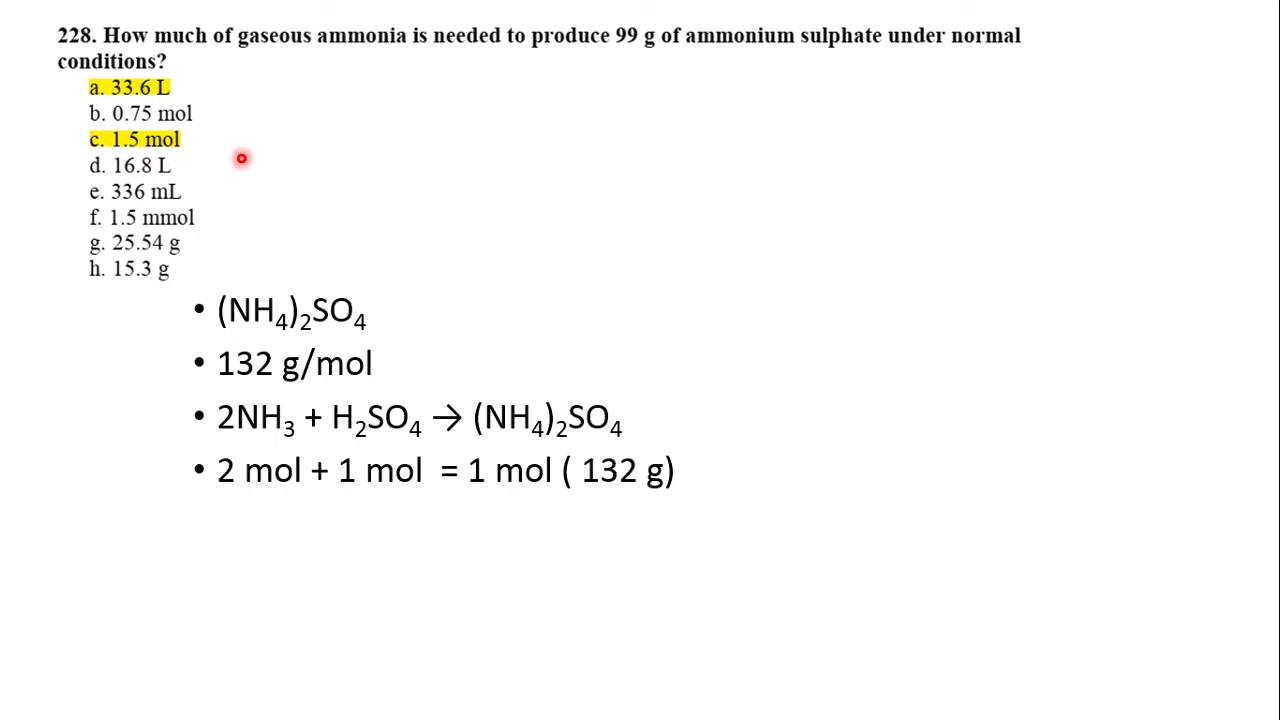 228. How much of gaseous ammonia is needed to produce 99 g of ammonium sulphate under normal
conditions?
a. 33.6 L
b. 0.75 mol
c. 1.5 mol
d. 16.8 L
e. 336 mL
f. 1.5 mmol
g. 25.54 g
h. 15.3 g
• (NH₄)₂SO₄
• 132 g/mol
• 2NH₃ + H₂SO₄ → (NH₄)₂SO₄
• 2 mol + 1 mol = 1 mol ( 132 g)